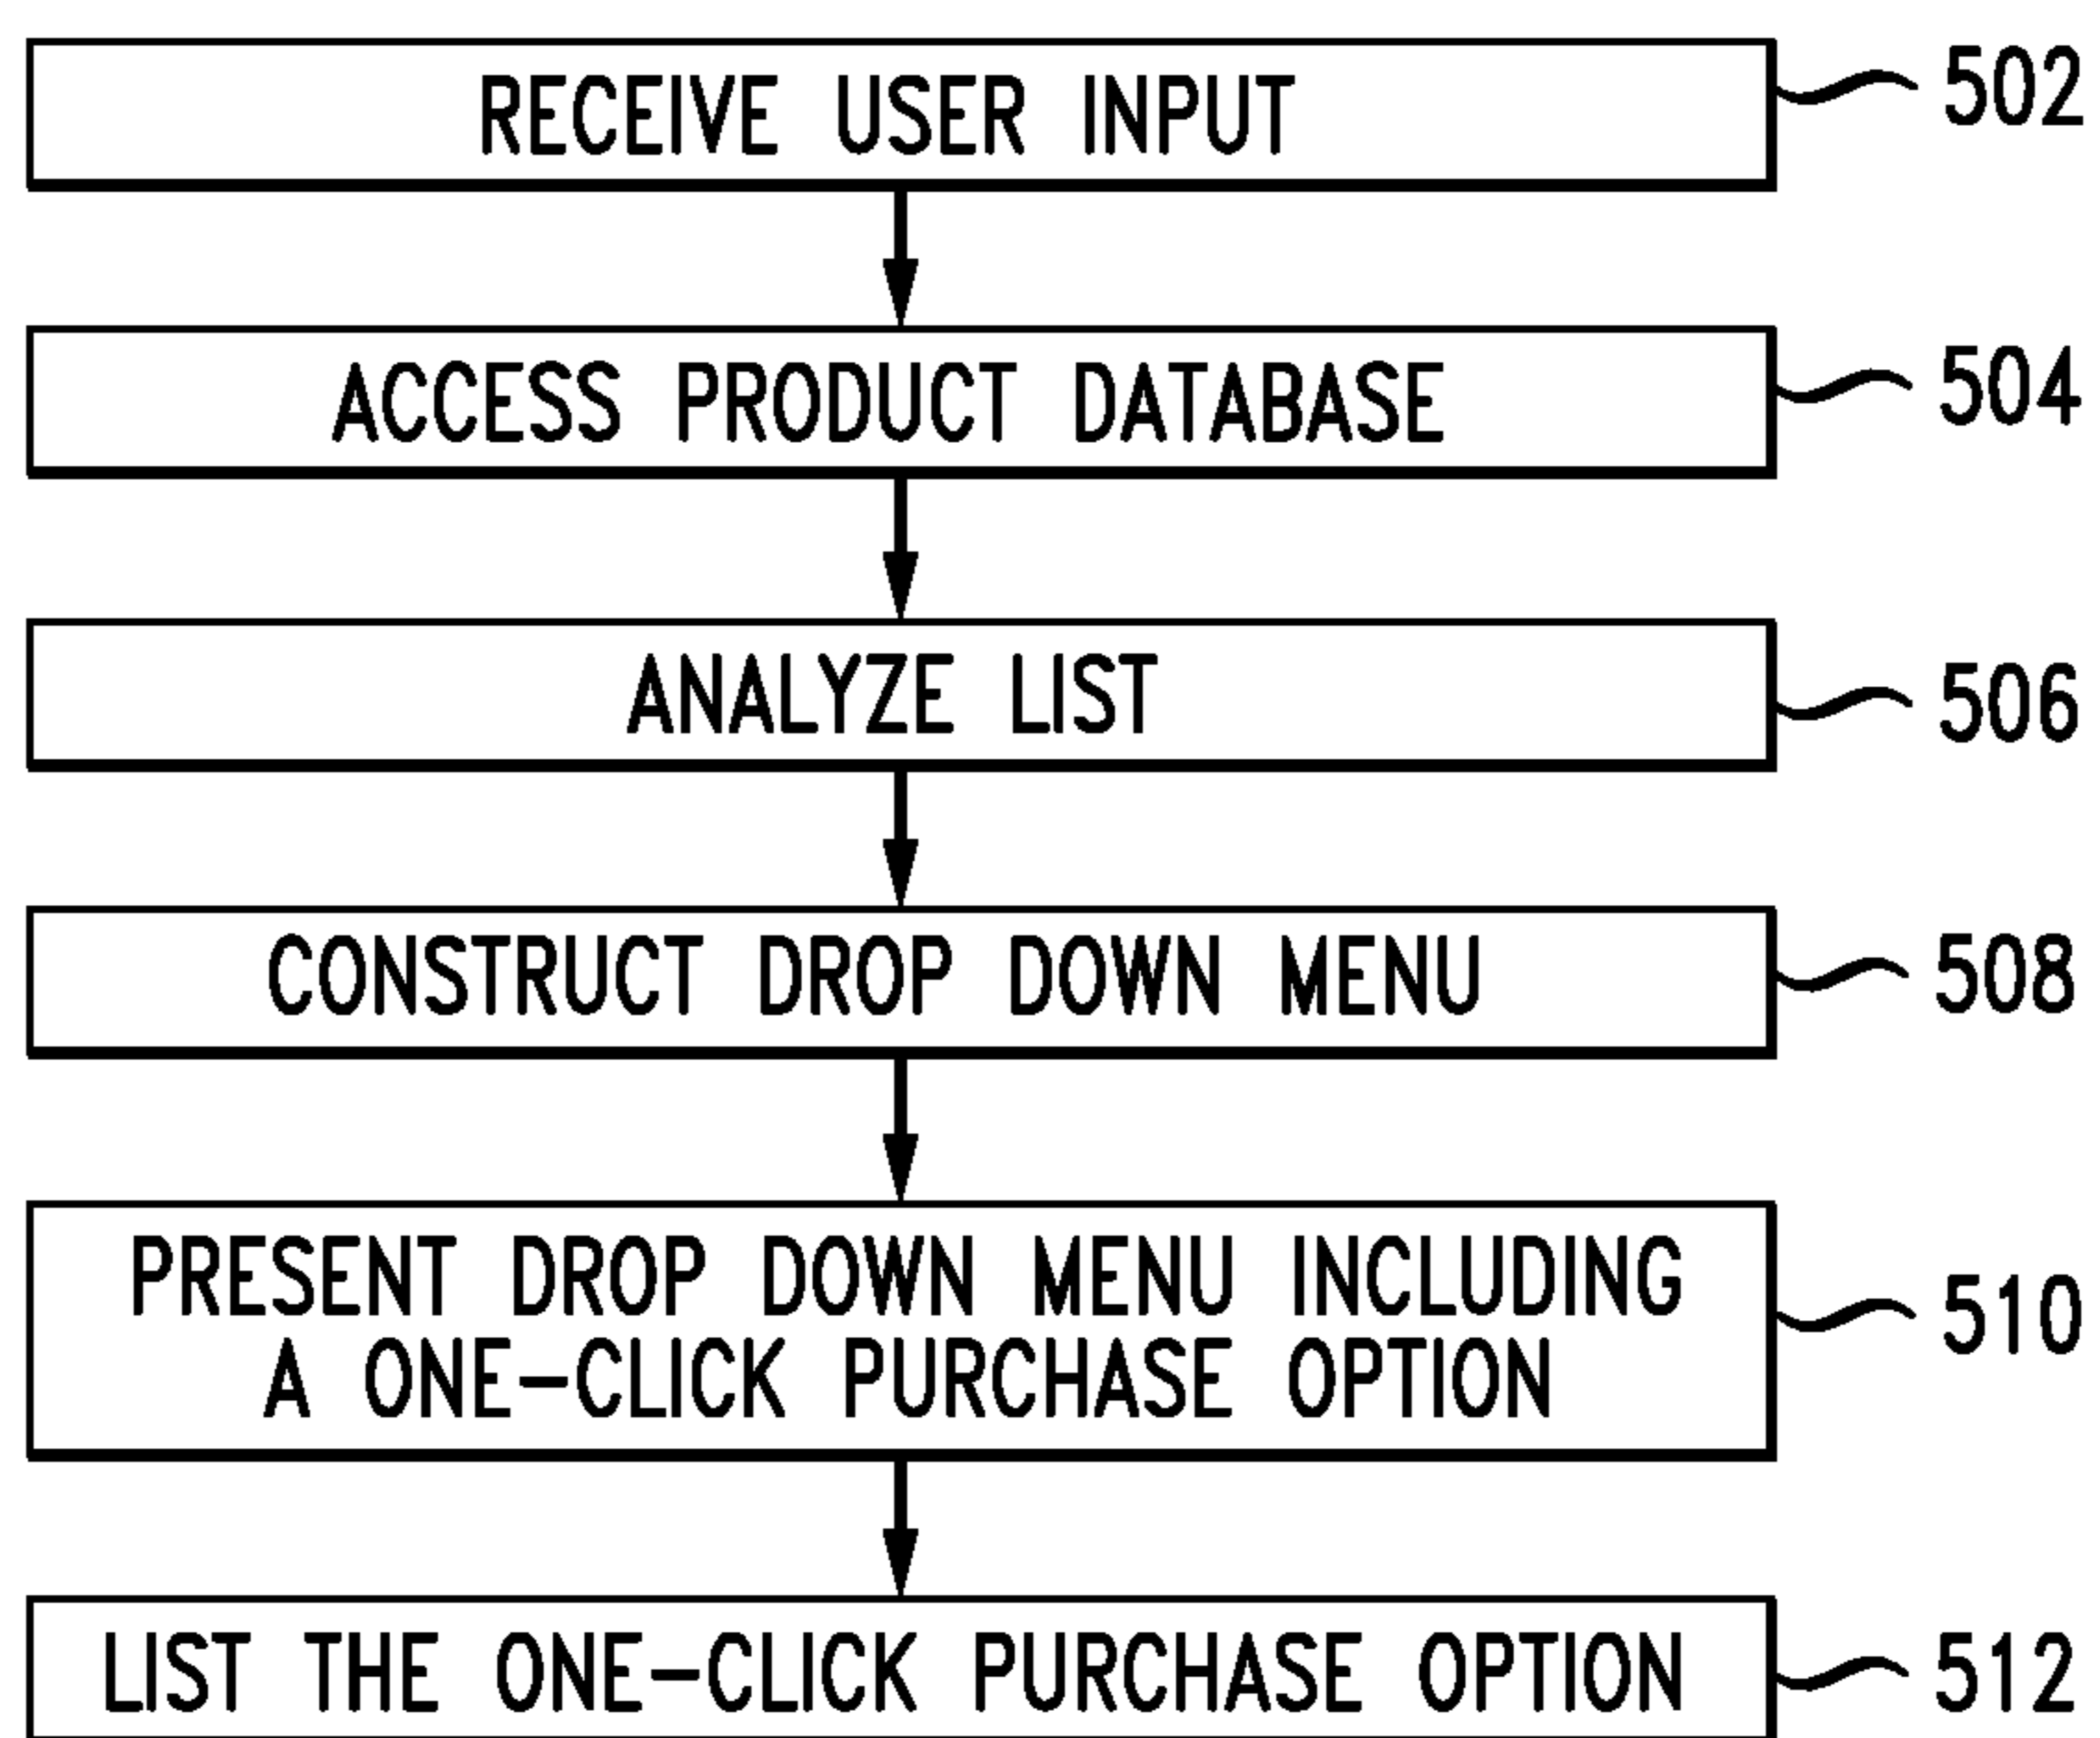 RECEIVE USER INPUT
502
ACCESS PRODUCT DATABASE
504
ANALYZE LIST
506
CONSTRUCT DROP DOWN MENU
508
PRESENT DROP DOWN MENU INCLUDING
A ONE-CLICK PURCHASE OPTION
510
LIST THE ONE-CLICK PURCHASE OPTION
512